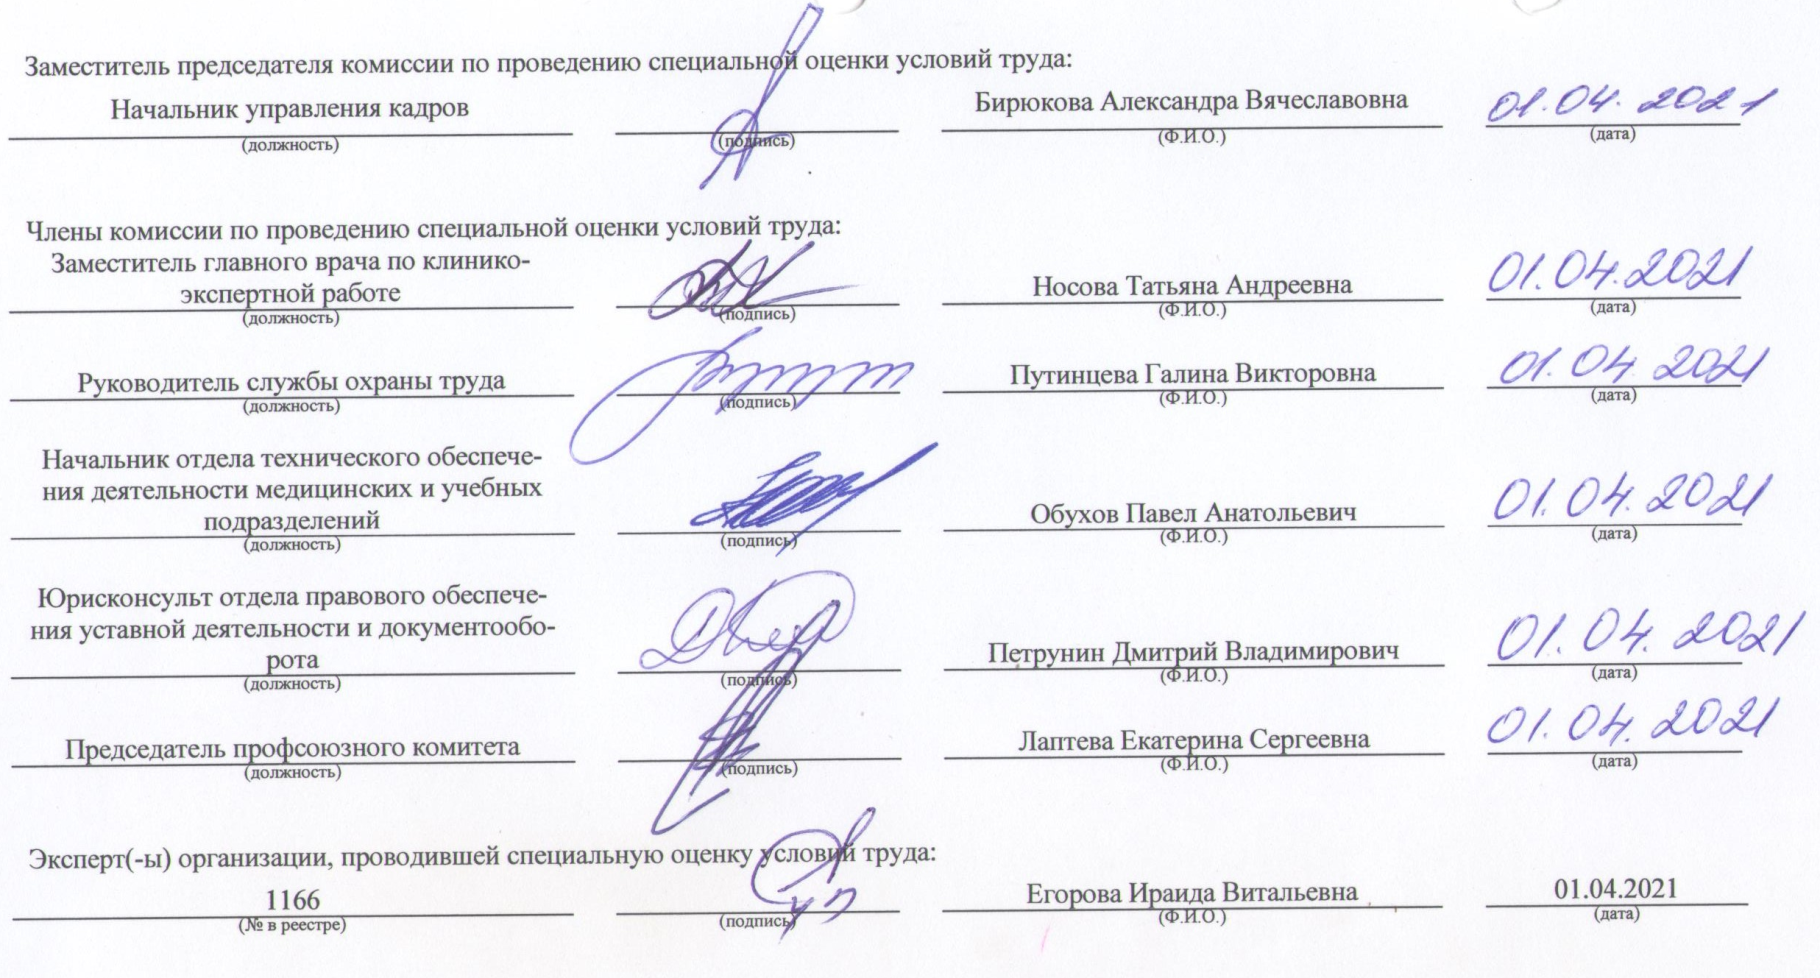 Заместитель председателя комиссии по проведению специальной оценки условий труда:
Начальник управления кадров Бирюкова Александра Вячеславовна 01.04.2021
(должность) (подпись) (Ф.И.О.) (дата)
Члены комиссии по проведению специальной оценки условий труда:
Заместитель главного врача по клинико-
экспертной работе Носова Татьяна Андреевна 01.04.2021
(должность) (подпись) (Ф.И.О.) (дата)
Руководитель службы охраны труда Путинцева Галина Викторовна 01.04.2021
(должность) (подпись) (Ф.И.О.) (дата)
Начальник отдела технического обеспече-
ния деятельности медицинских и учебных
подразделений Обухов Павел Анатольевич 01.04.2021
(должность) (подпись) (Ф.И.О.) (дата)
Юрисконсульт отдела правового обеспече-
ния уставной деятельности и документообо-
рота Петрунин Дмитрий Владимирович 01.04.2021
(должность) (подпись) (Ф.И.О.) (дата)
Председатель профсоюзного комитета Лаптева Екатерина Сергеевна 01.04.2021
(должность) (подпись) (Ф.И.О.) (дата)
Эксперт(-ы) организации, проводившей специальную оценку условий труда:
1166 Егорова Ираида Витальевна 01.04.2021
(№ в реестре) (подпись) (Ф.И.О.) (дата)